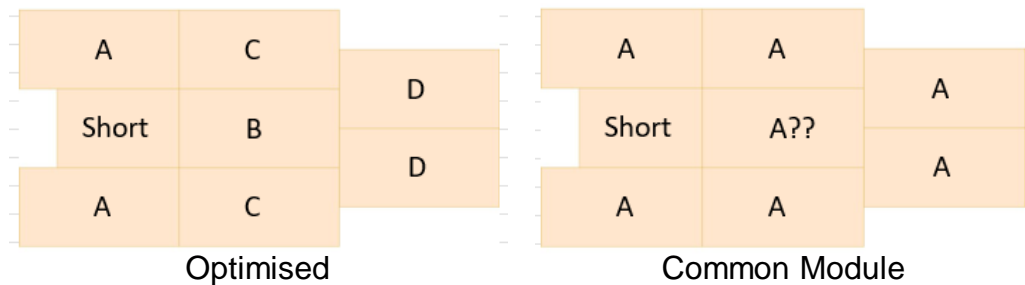 A C A A
D A
Short B Short A??
D A
A C A A
Optimised Common Module